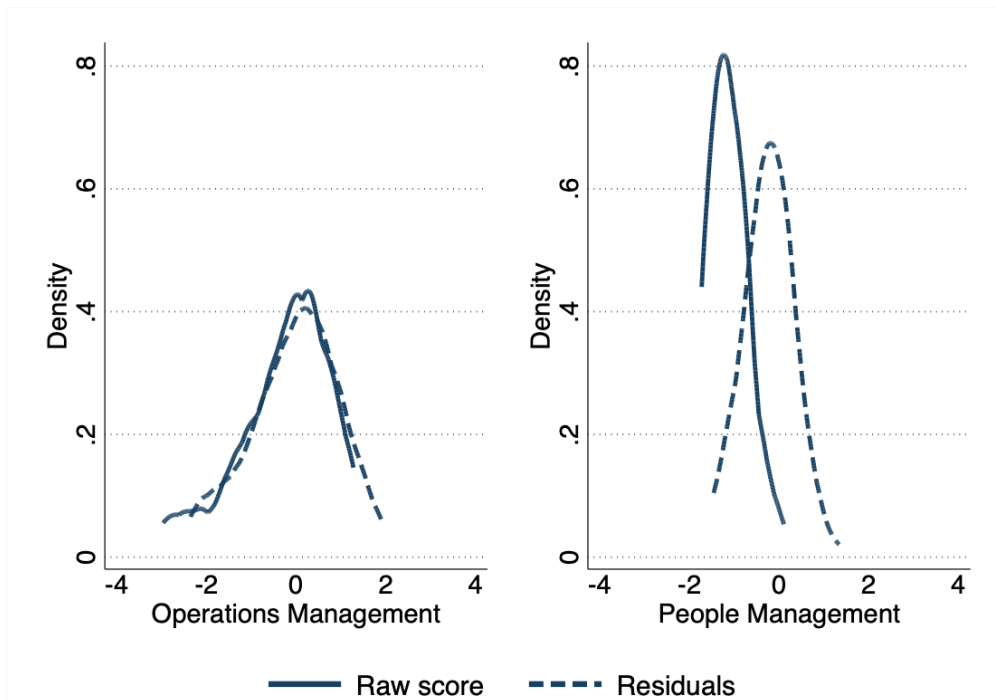 Density
.8
.6
.4
.2
0
-4 -2 0 2 4
Operations Management
Density
.8
.6
.4
.2
0
-4 -2 0 2 4
People Management
Raw score Residuals